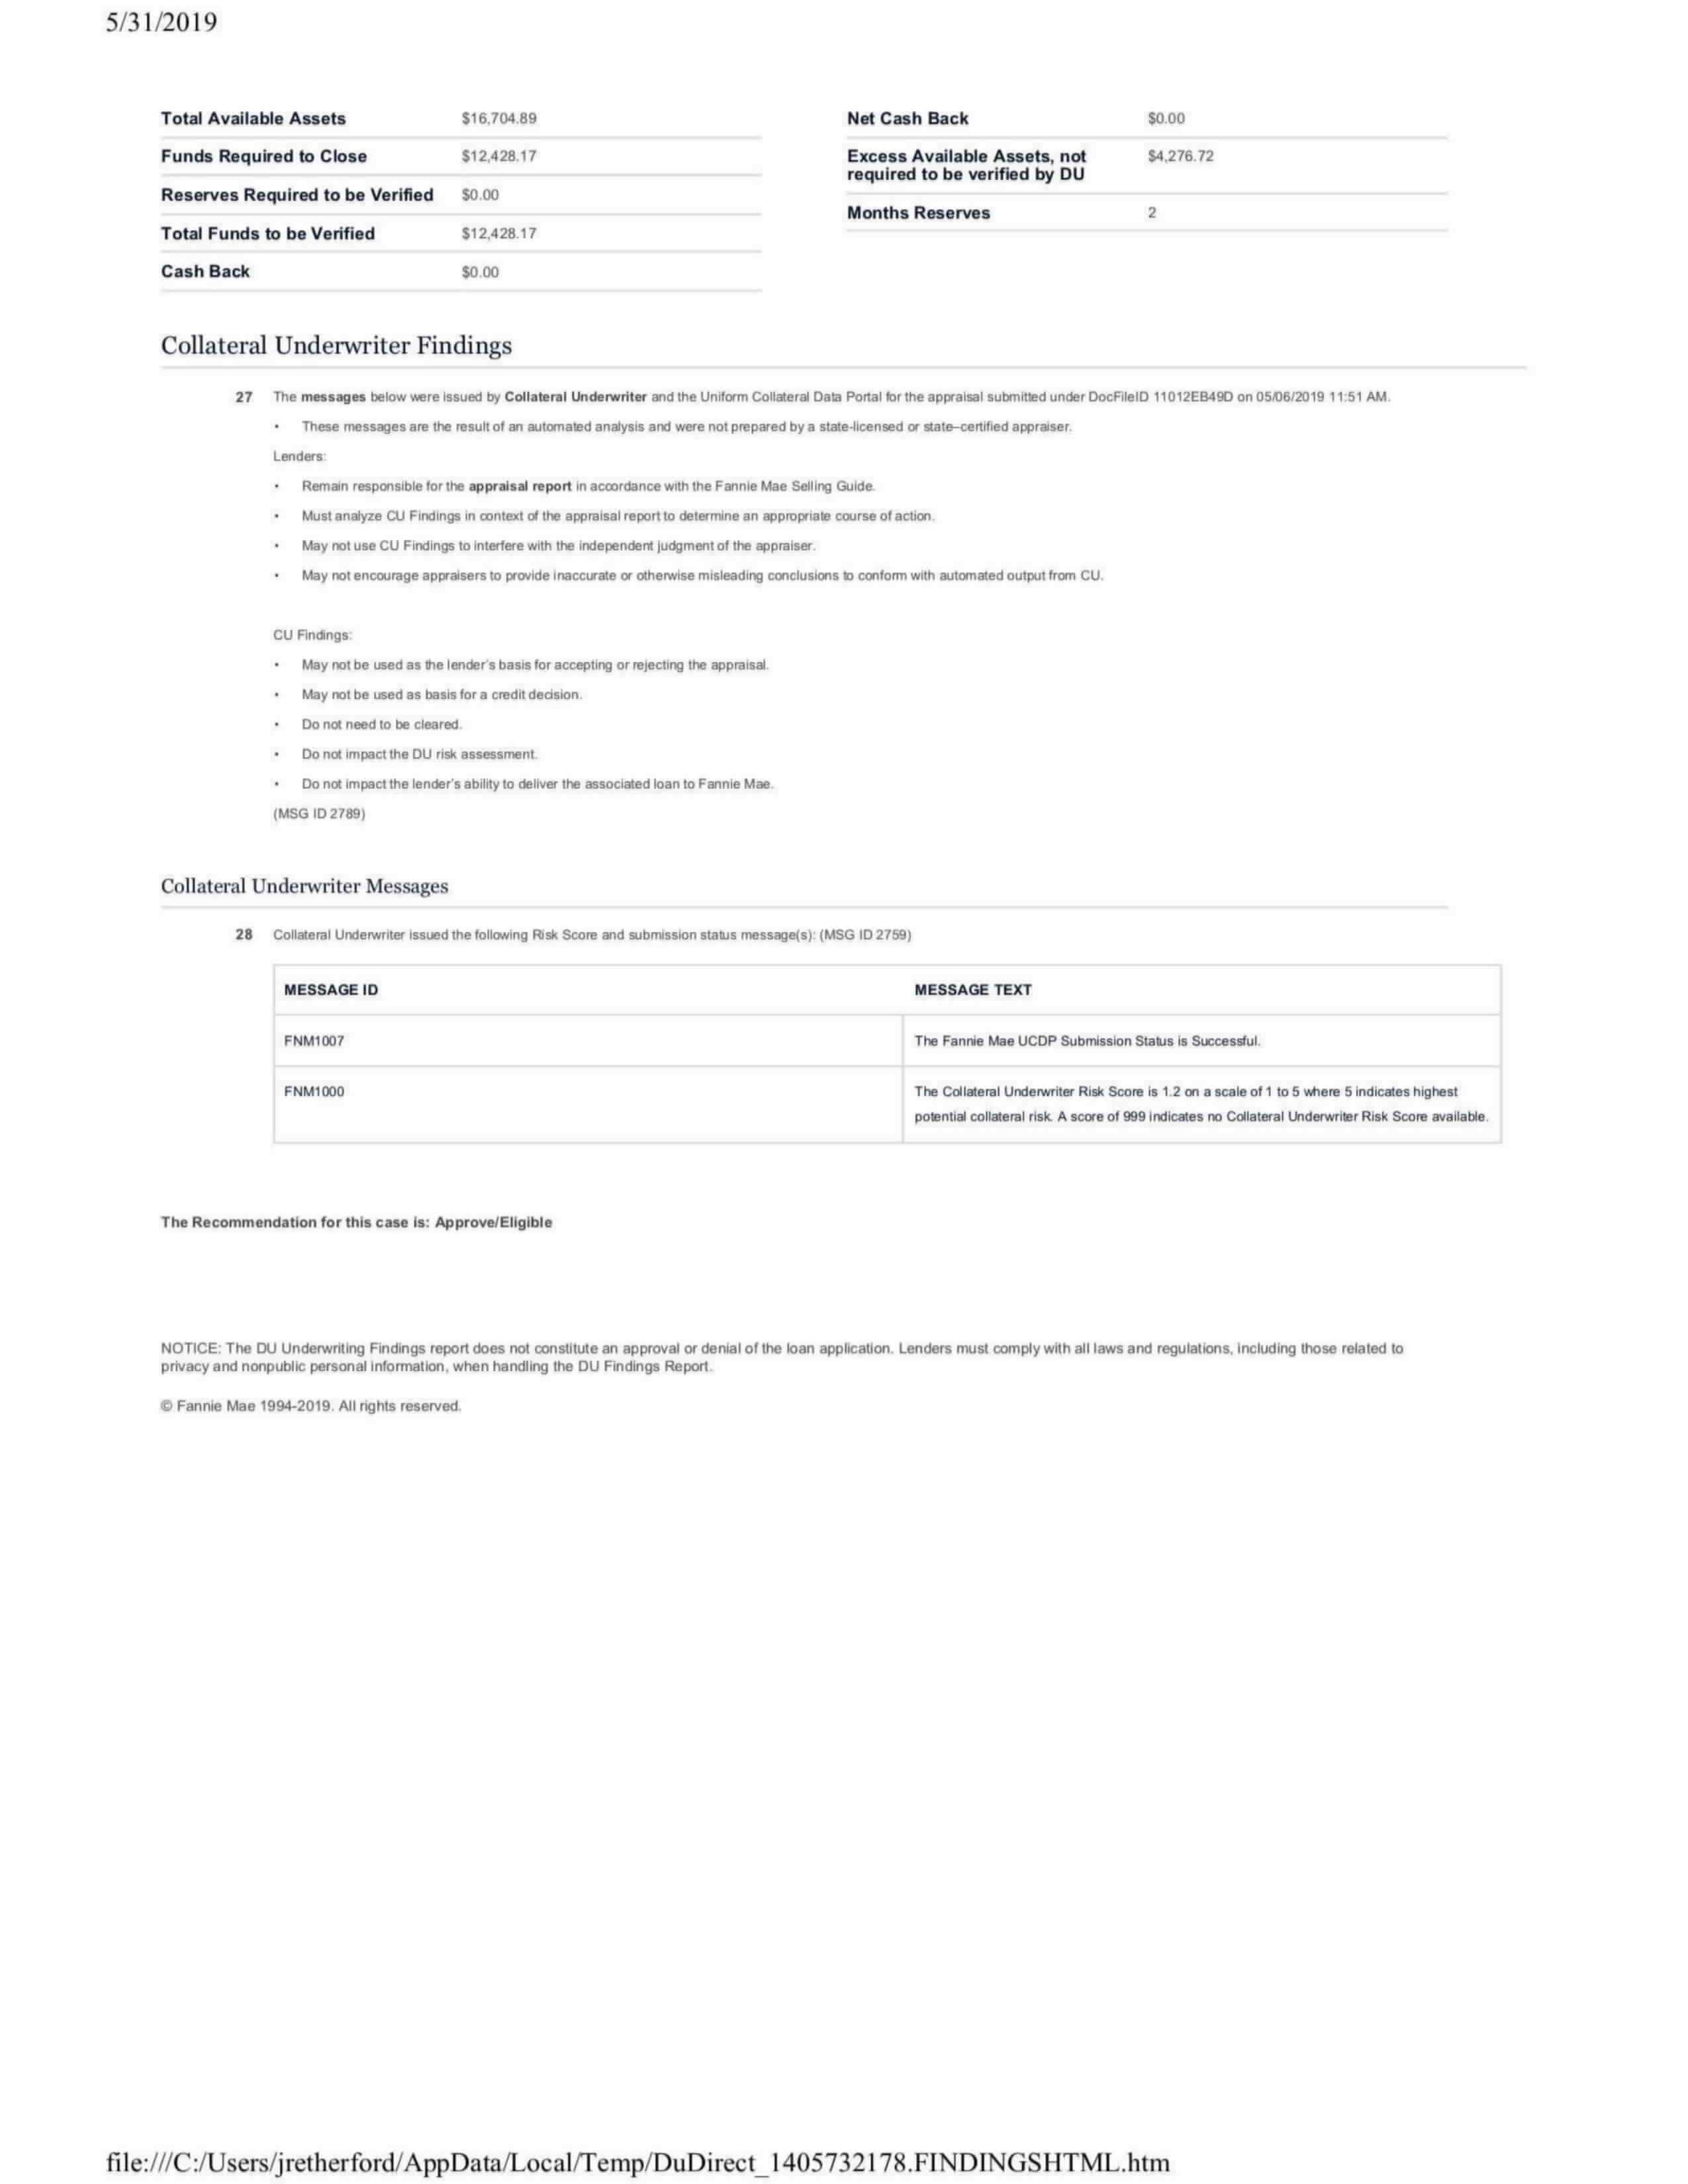 5/31/2019
Total Available Assets $16,704.89
Funds Required to Close $12,428.17
Reserves Required to be Verified $0.00
Total Funds to be Verified $12,428.17
Cash Back $0.00
Net Cash Back $0.00
Excess Available Assets, not $4,276.72
required to be verified by DU
Months Reserves 2
Collateral Underwriter Findings
27 The messages below were issued by Collateral Underwriter and the Uniform Collateral Data Portal for the appraisal submitted under DocFileID 11012EB49D on 05/06/2019 11:51 AM.
• These messages are the result of an automated analysis and were not prepared by a state-licensed or state–certified appraiser.
Lenders:
• Remain responsible for the appraisal report in accordance with the Fannie Mae Selling Guide.
• Must analyze CU Findings in context of the appraisal report to determine an appropriate course of action.
• May not use CU Findings to interfere with the independent judgment of the appraiser.
• May not encourage appraisers to provide inaccurate or otherwise misleading conclusions to conform with automated output from CU.
CU Findings:
• May not be used as the lender's basis for accepting or rejecting the appraisal.
• May not be used as basis for a credit decision.
• Do not need to be cleared.
• Do not impact the DU risk assessment.
• Do not impact the lender's ability to deliver the associated loan to Fannie Mae.
(MSG ID 2789)
Collateral Underwriter Messages
28 Collateral Underwriter issued the following Risk Score and submission status message(s): (MSG ID 2759)
MESSAGE ID MESSAGE TEXT
FNM1007 The Fannie Mae UCDP Submission Status is Successful.
FNM1000 The Collateral Underwriter Risk Score is 1.2 on a scale of 1 to 5 where 5 indicates highest
potential collateral risk. A score of 999 indicates no Collateral Underwriter Risk Score available.
The Recommendation for this case is: Approve/Eligible
NOTICE: The DU Underwriting Findings report does not constitute an approval or denial of the loan application. Lenders must comply with all laws and regulations, including those related to
privacy and nonpublic personal information, when handling the DU Findings Report.
© Fannie Mae 1994-2019. All rights reserved.
file:///C:/Users/jretherford/AppData/Local/Temp/DuDirect_1405732178.FINDINGSHTML.htm